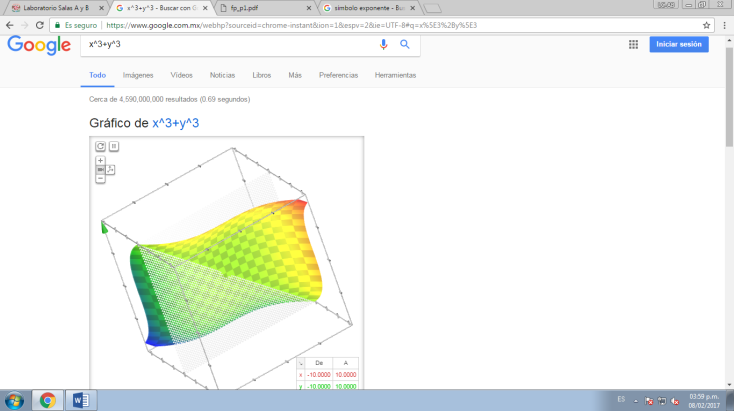 Laboratorio Salas A y B
x^3+y^3 - Buscar con G
fp_p1.pdf
simbolo exponente - Bus
Es seguro
https://www.google.com.mx/webhp?sourceid=chrome-instant&ion=1&espv=2&ie=UTF-8#q=x%5E3%2By%5E3
Google
x^3+y^3
Iniciar sesión
Todo Imágenes Vídeos Noticias Libros Más Preferencias Herramientas
Cerca de 4,590,000,000 resultados (0.69 segundos)
Gráfico de x^3+y^3
De A
x -10.0000 10.0000
y -10.0000 10.0000
ES
03:59 p.m.
08/02/2017